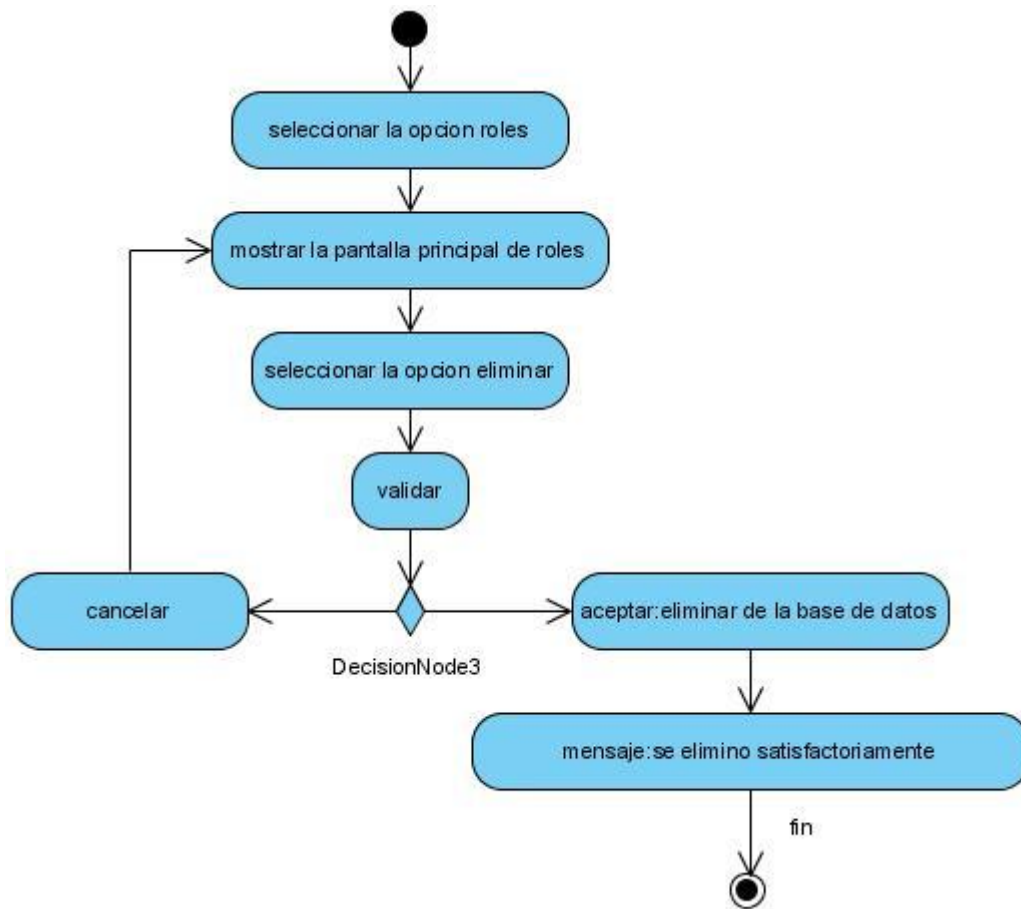 seleccionar la opcion roles
mostrar la pantalla principal de roles
seleccionar la opcion eliminar
validar
cancelar
aceptar:eliminar de la base de datos
DecisionNode3
mensaje:se elimino satisfactoriamente
fin